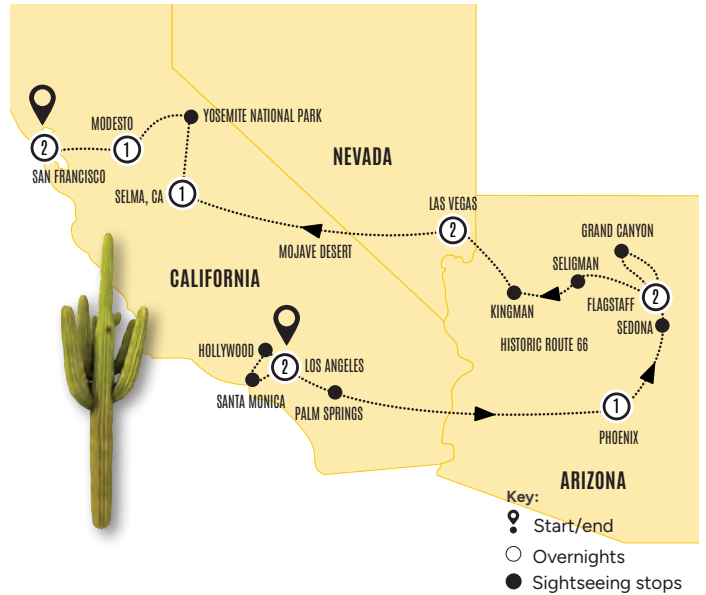 MODESTO
YOSEMITE NATIONAL PARK
2
1
SAN FRANCISCO
NEVADA
SELMA, CA
1
LAS VEGAS
2
MOJAVE DESERT
GRAND CANYON
SELIGMAN
CALIFORNIA
FLAGSTAFF
2
KINGMAN
SEDONA
HISTORIC ROUTE 66
HOLLYWOOD
2
LOS ANGELES
SANTA MONICA
PALM SPRINGS
1
PHOENIX
ARIZONA
Key:
Start/end
Overnights
Sightseeing stops